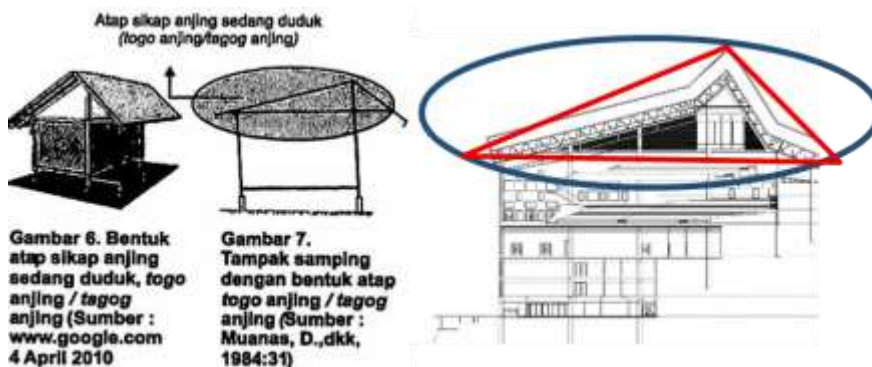 Atap sikap anjing sedang duduk
(togo anjing/tagog anjing)
Gambar 6. Bentuk
atap sikap anjing
sedang duduk, togo
anjing / tagog
anjing (Sumber :
www.google.com
4 April 2010
Gambar 7.
Tampak samping
dengan bentuk atap
togo anjing / tagog
anjing (Sumber :
Muanas, D.,dkk,
1984:31)